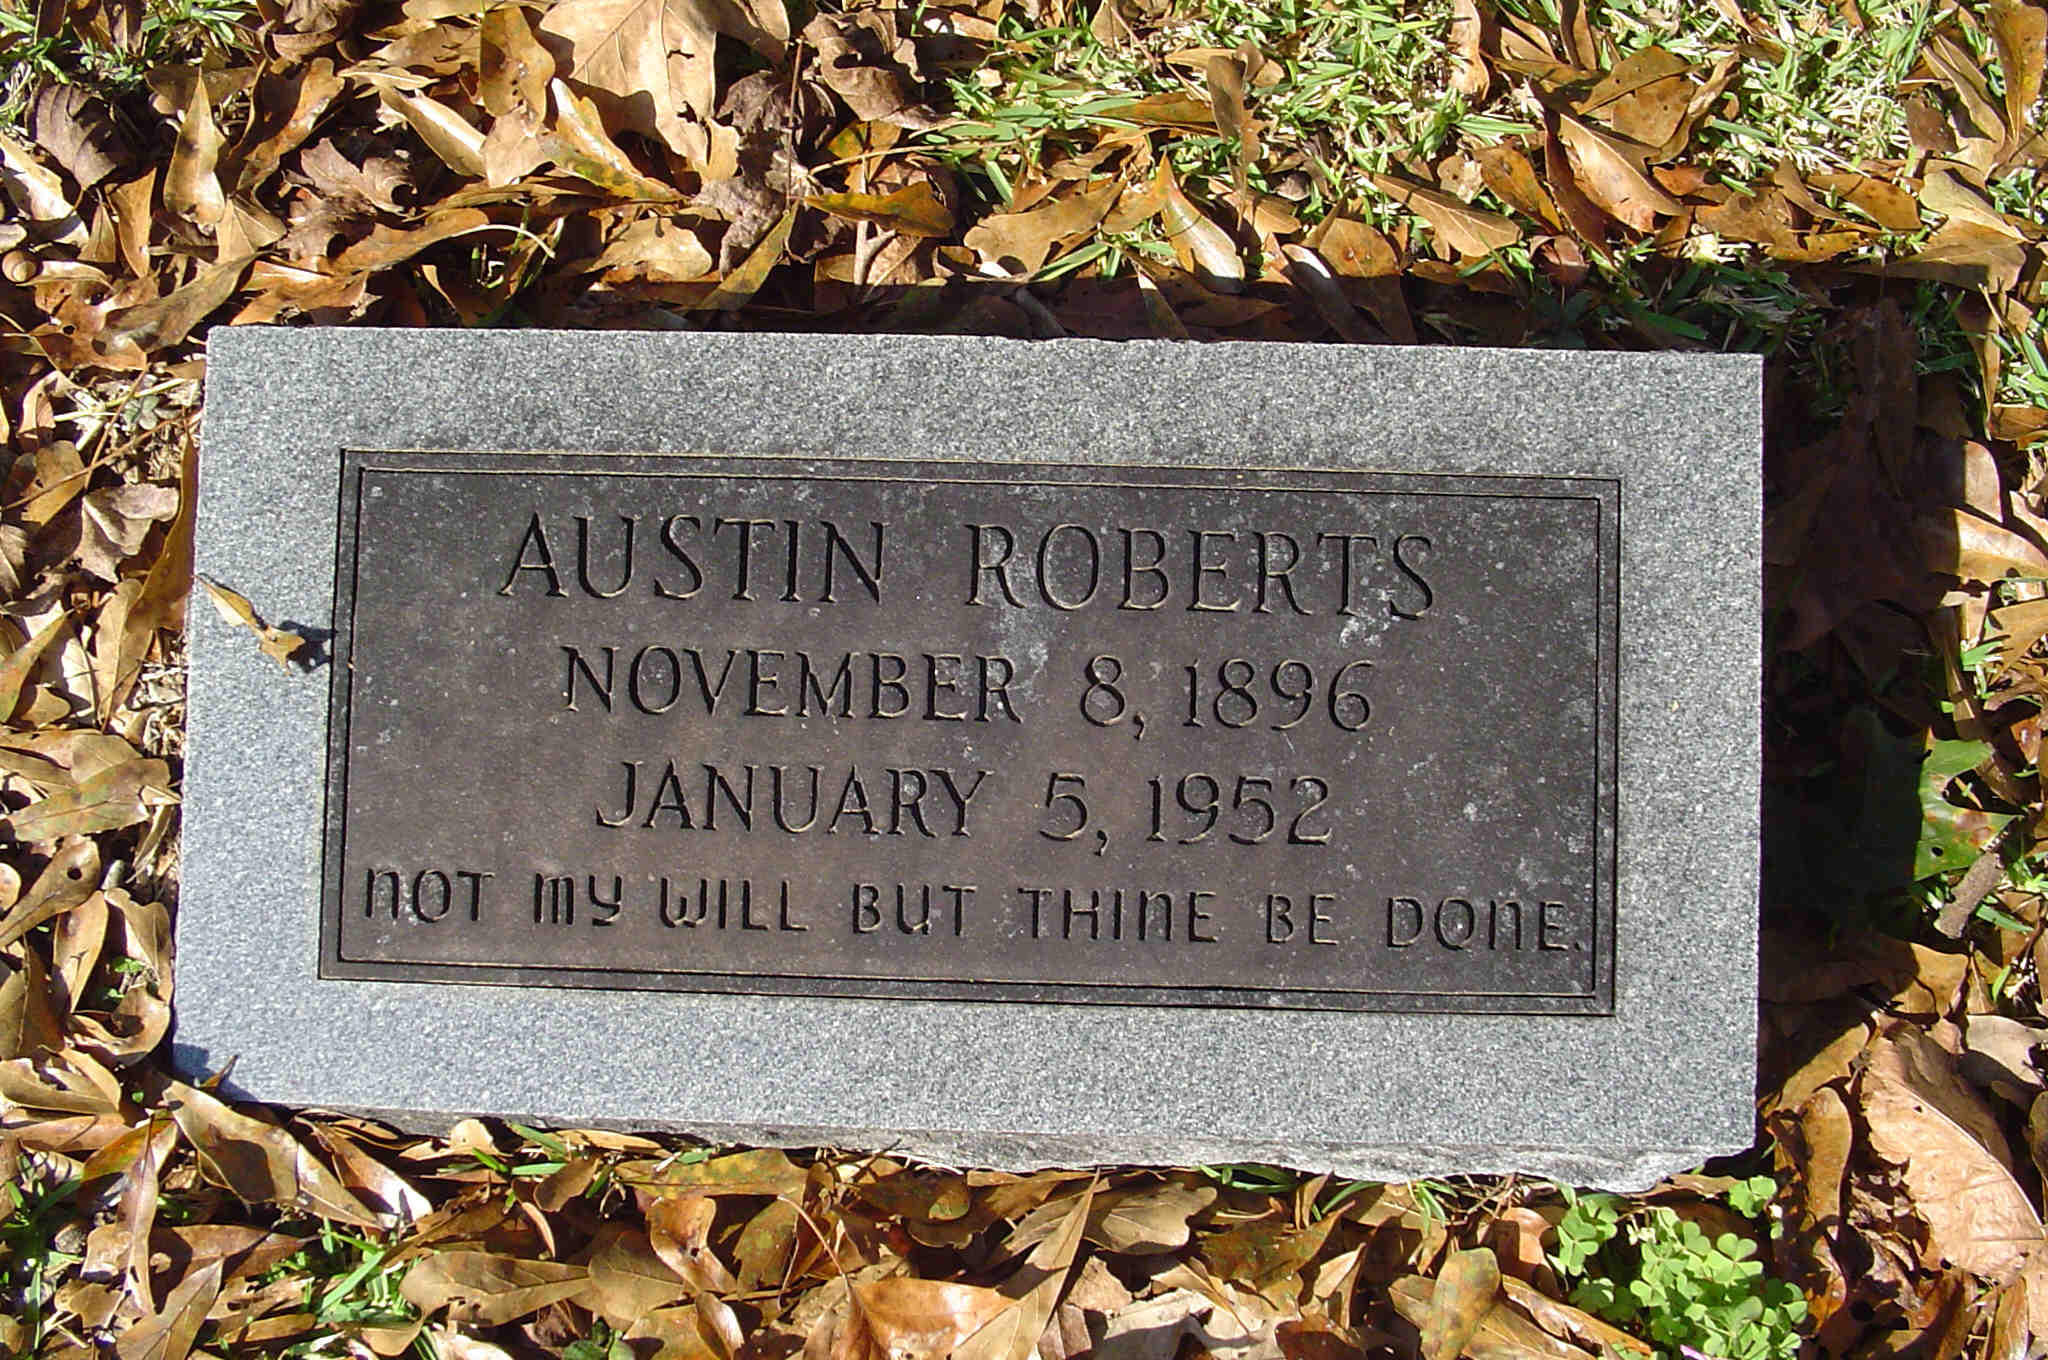 AUSTIN ROBERTS
NOVEMBER 8, 1896
JANUARY 5, 1952
NOT MY WILL BUT THINE BE DONE.